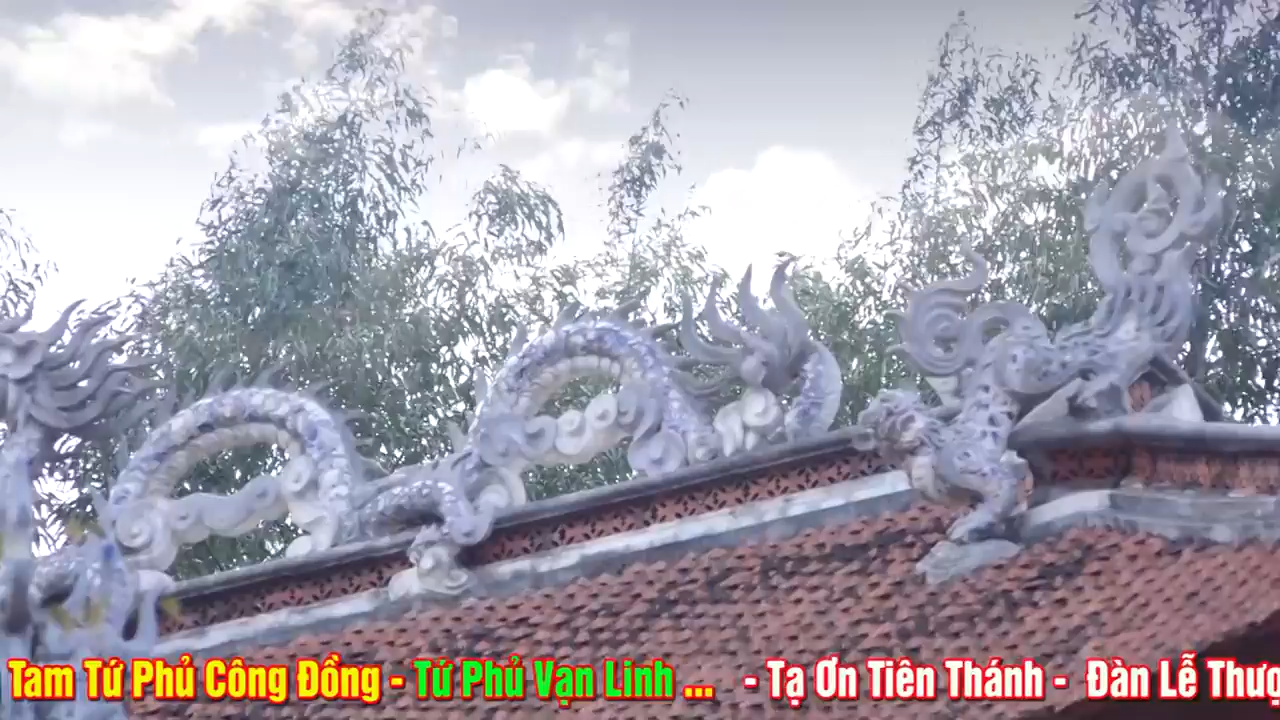 Tam Tứ Phủ Công Đồng - Tứ Phủ Vạn Linh ... - Tạ Ơn Tiên Thánh - Đàn Lễ